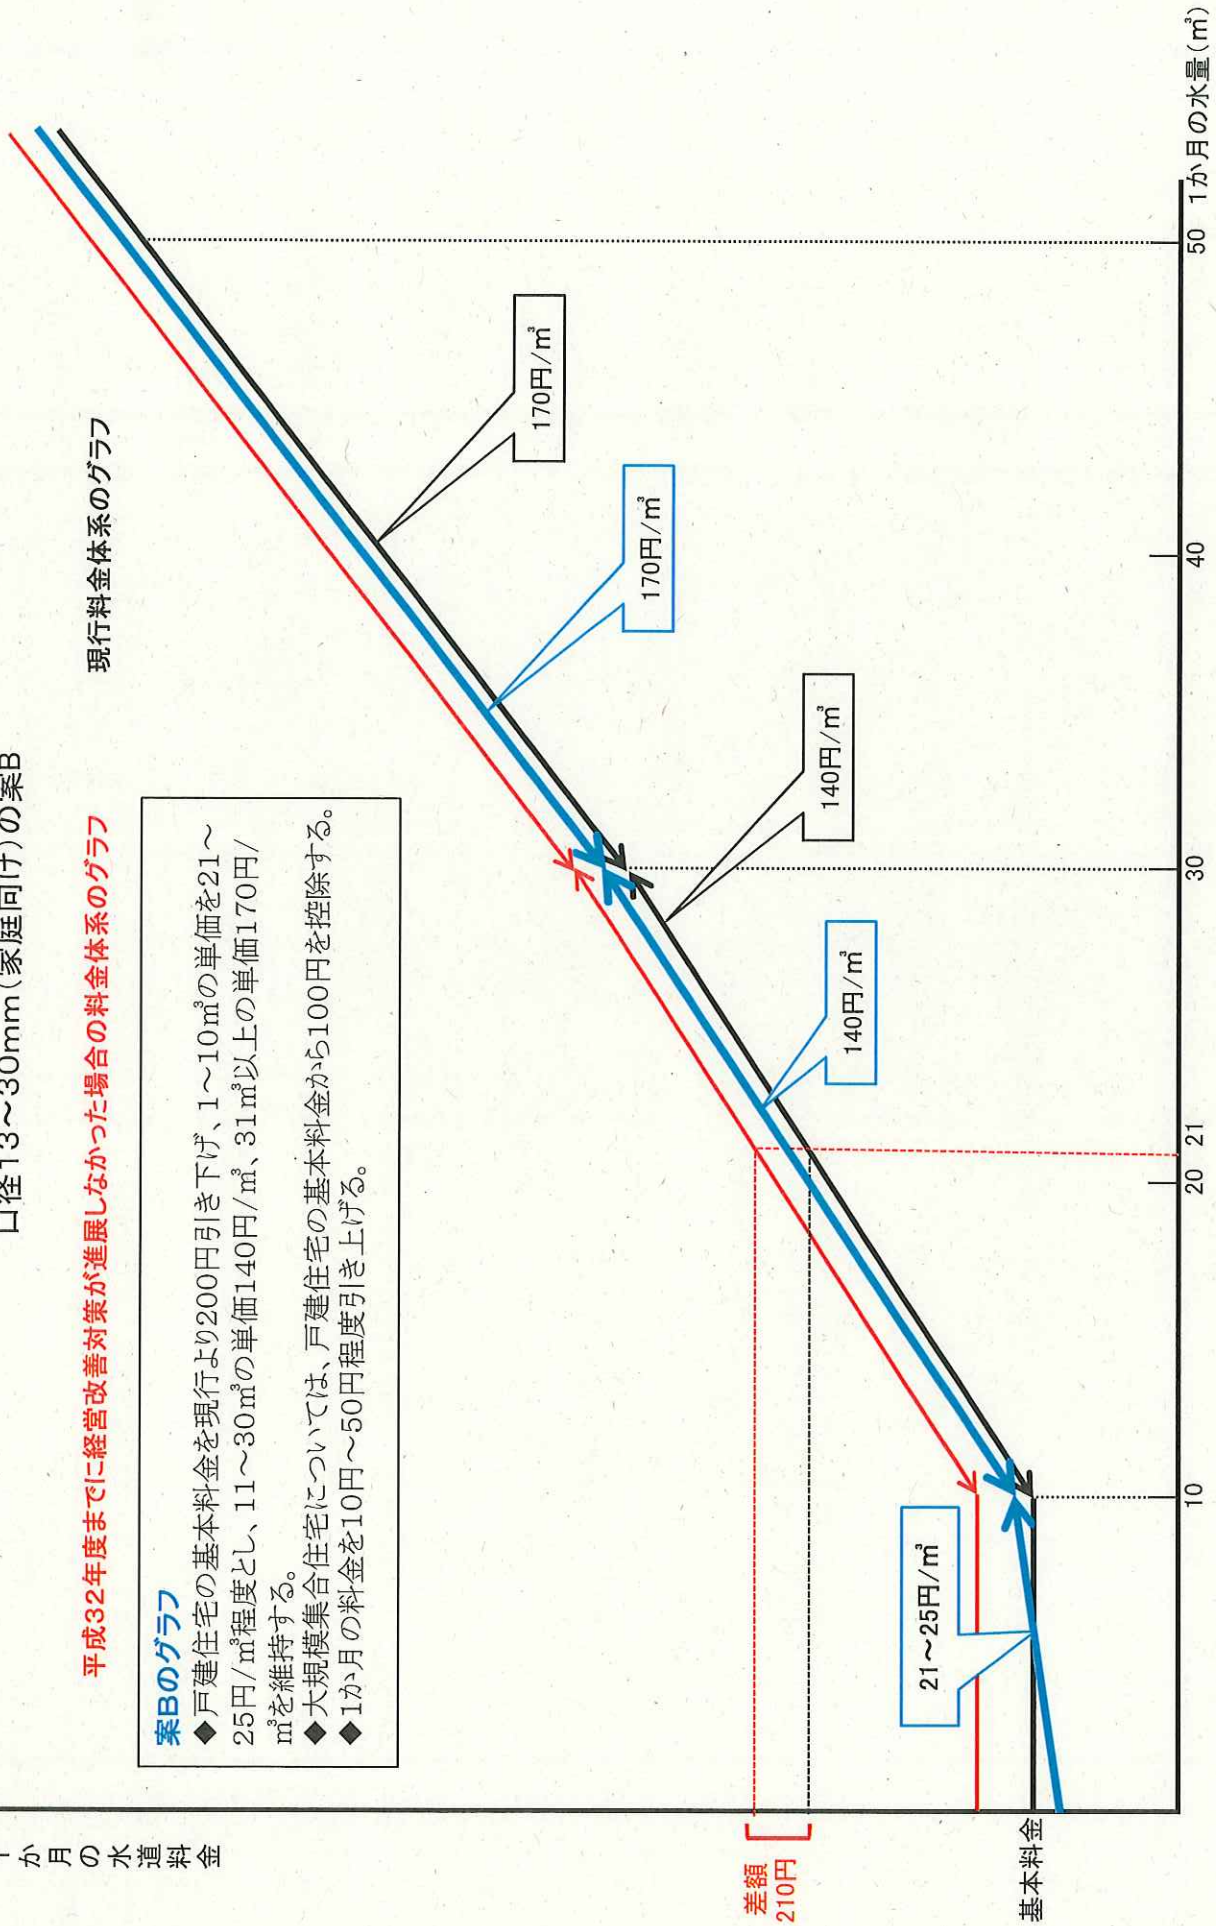 口径13～30mm(家庭向け)の案B
1か月の水道料金
平成32年度までに経営改善対策が進展しなかった場合の料金体系のグラフ
現行料金体系のグラフ
案Bのグラフ
◆戸建住宅の基本料金を現行より200円引き下げ、1～10㎥の単価を21～
25円/㎥程度とし、11～30㎥の単価140円/㎥、31㎥以上の単価170円/
㎥を維持する。
◆大規模集合住宅については、戸建住宅の基本料金から100円を控除する。
◆1か月の料金を10円～50円程度引き上げる。
170円/㎥
170円/㎥
140円/㎥
140円/㎥
21～25円/㎥
差額
210円
基本料金
10
20
21
30
40
50
1か月の水量(㎥)